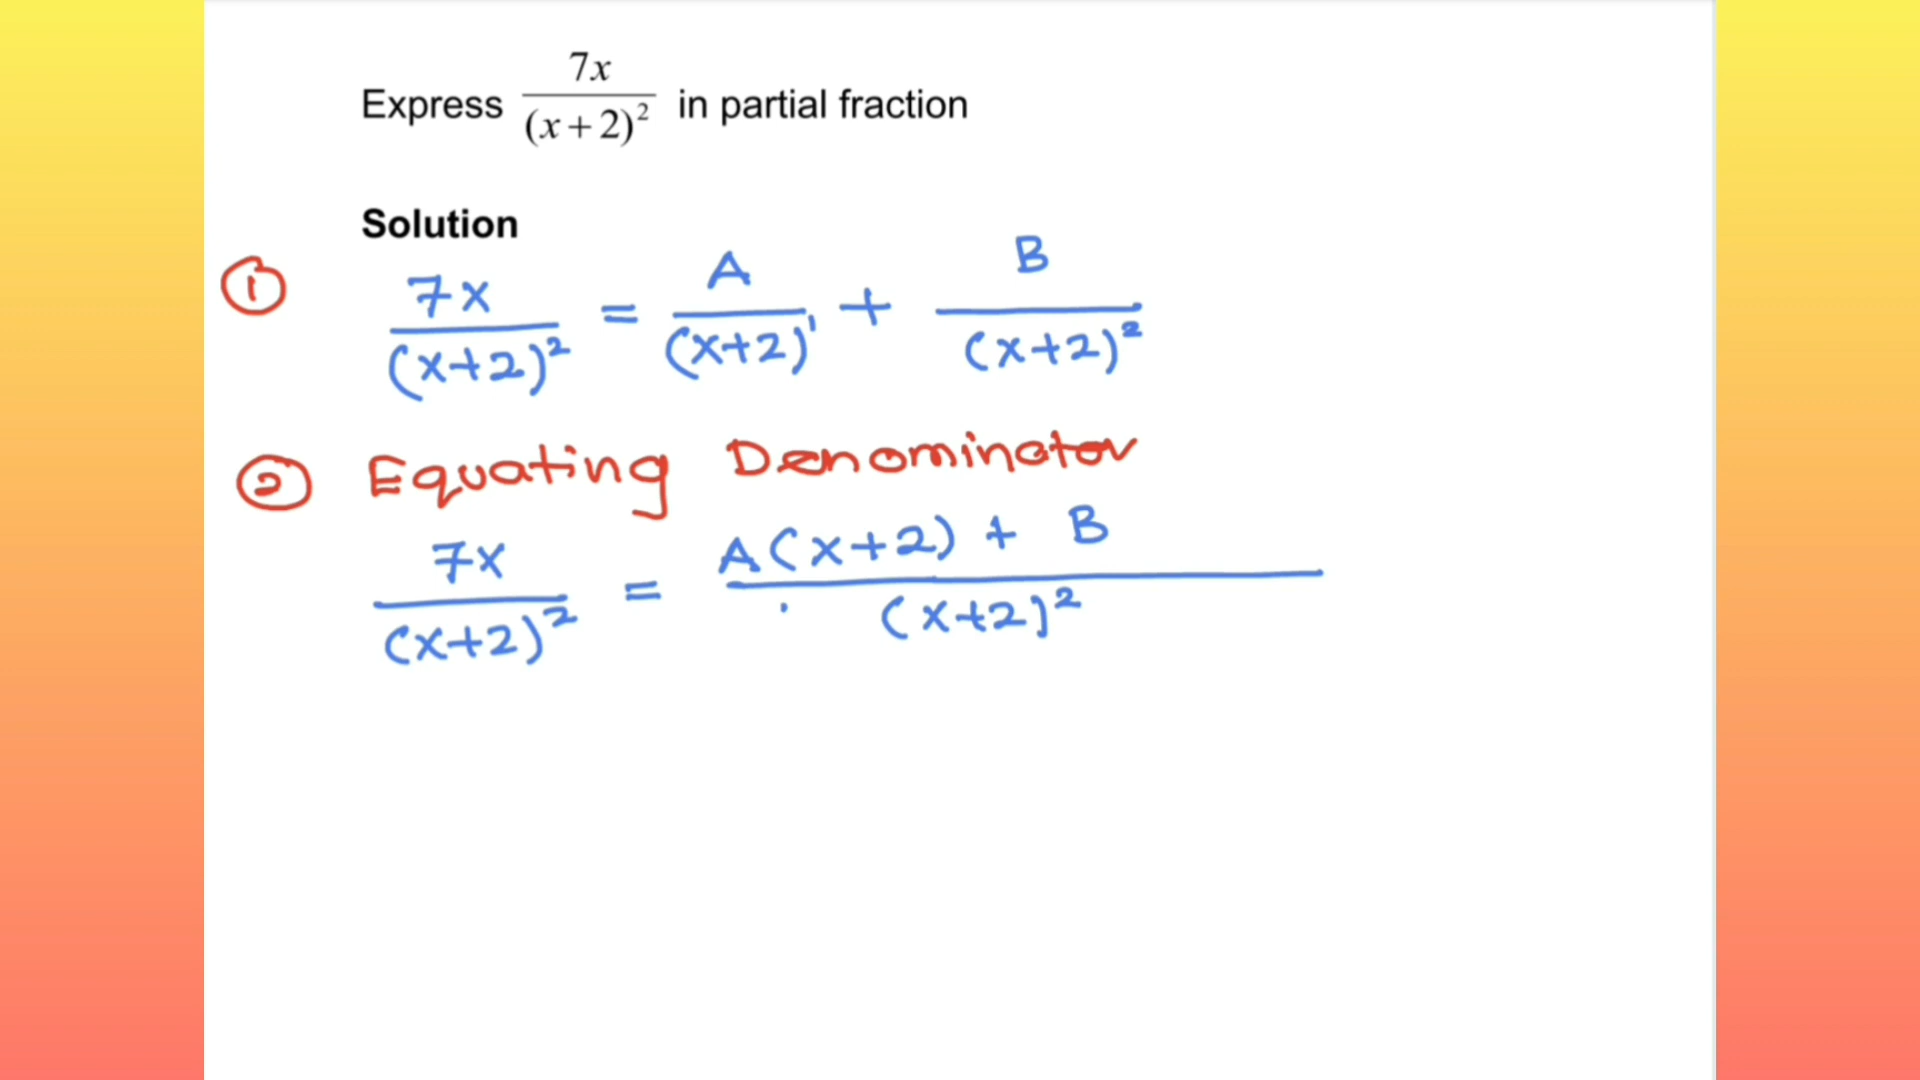 Express 7x/(x+2)² in partial fraction
Solution
① 7x/(x+2)² = A/(x+2)¹ + B/(x+2)²
② Equating Denominator
7x/(x+2)² = A(x+2) + B/(x+2)²